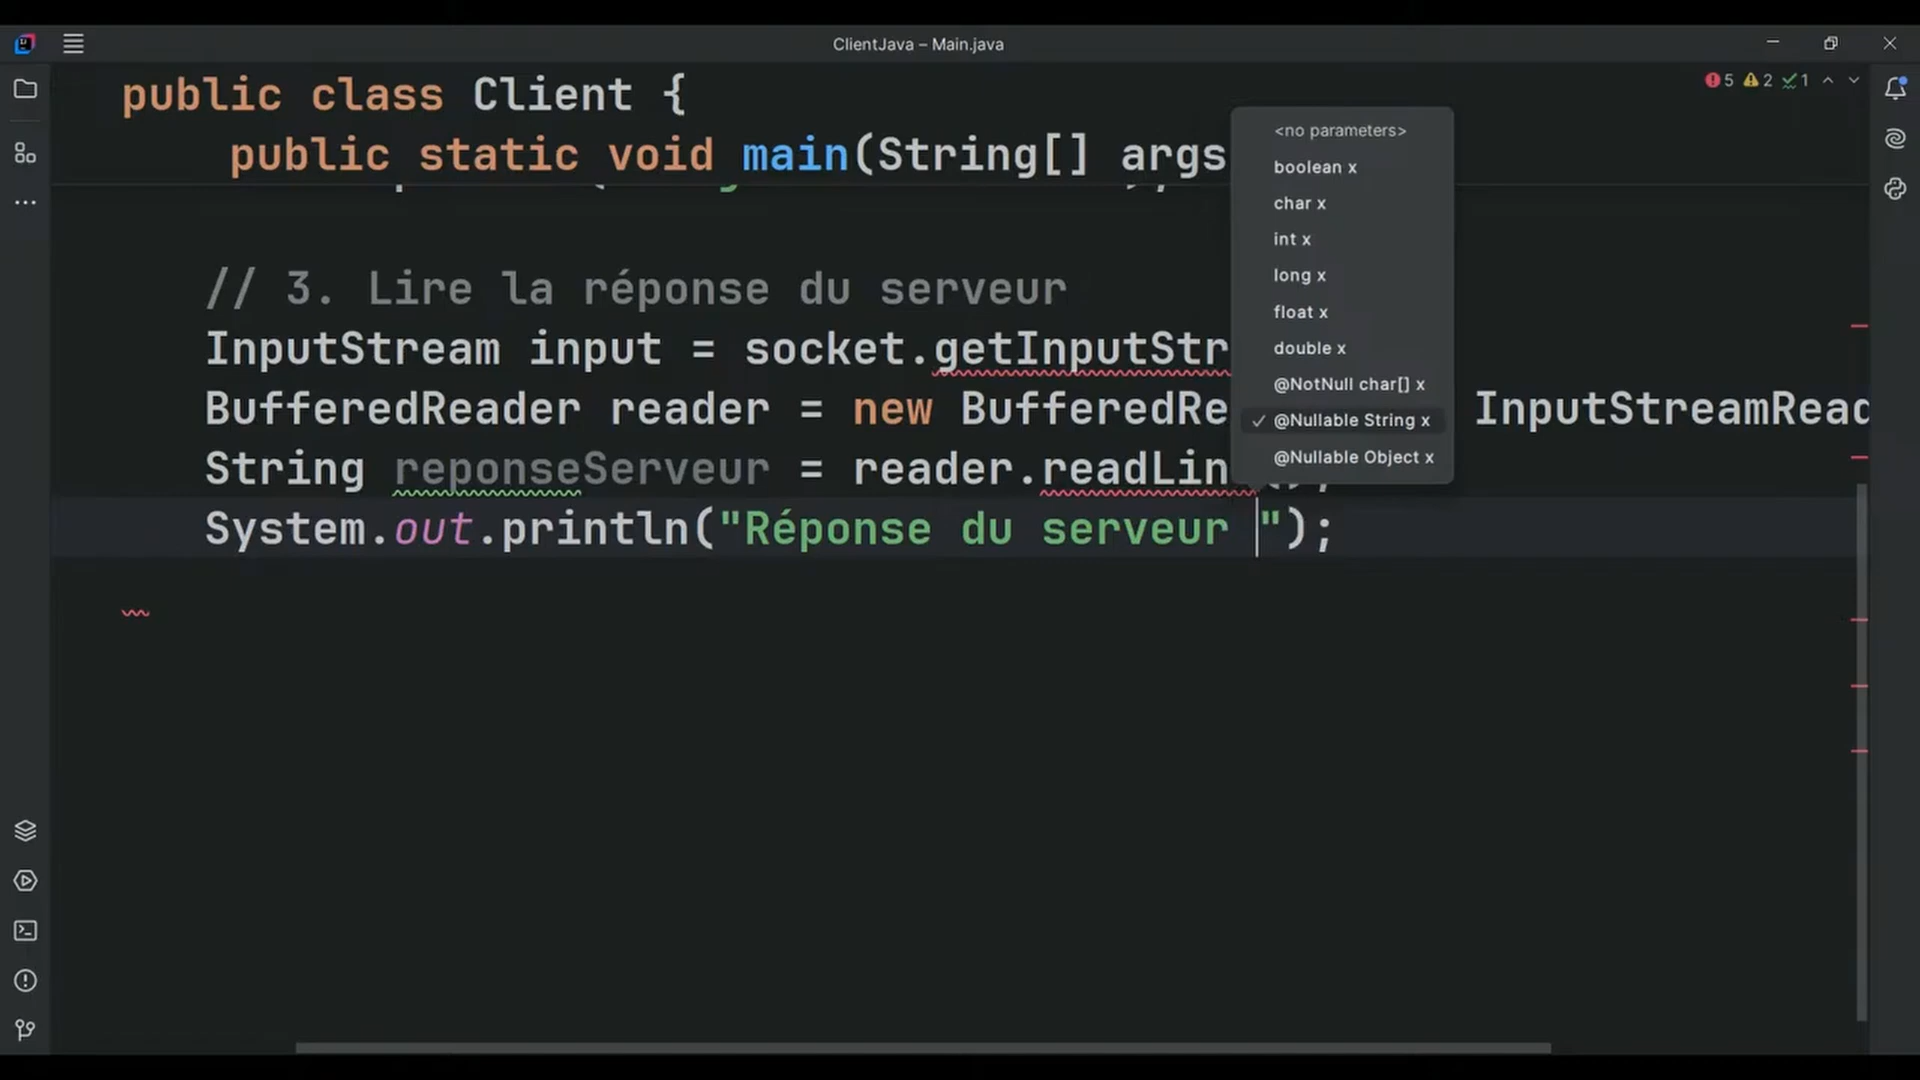 ClientJava – Main.java
5 2 1
public class Client {
public static void main(String[] args
<no parameters>
boolean x
char x
int x
long x
float x
double x
@NotNull char[] x
@Nullable String x
@Nullable Object x
// 3. Lire la réponse du serveur
InputStream input = socket.getInputStr
BufferedReader reader = new BufferedRe InputStreamRead
String reponseServeur = reader.readLin
System.out.println("Réponse du serveur ");